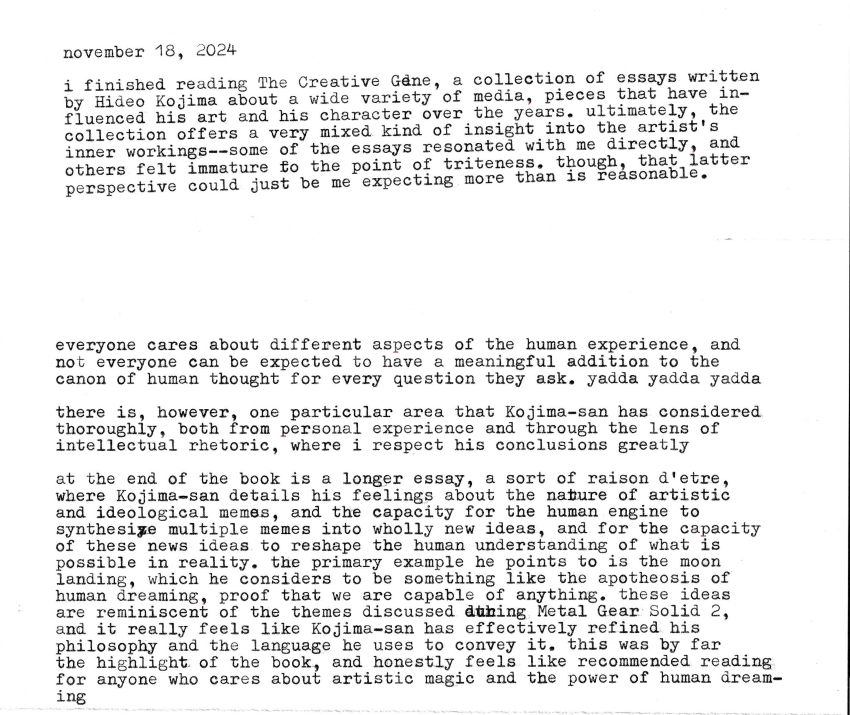 november 18, 2024
i finished reading The Creative Gene, a collection of essays written
by Hideo Kojima about a wide variety of media, pieces that have in-
fluenced his art and his character over the years. ultimately, the
collection offers a very mixed kind of insight into the artist's
inner workings--some of the essays resonated with me directly, and
others felt immature to the point of triteness. though, that latter
perspective could just be me expecting more than is reasonable.
everyone cares about different aspects of the human experience, and
not everyone can be expected to have a meaningful addition to the
canon of human thought for every question they ask. yadda yadda yadda
there is, however, one particular area that Kojima-san has considered
thoroughly, both from personal experience and through the lens of
intellectual rhetoric, where i respect his conclusions greatly
at the end of the book is a longer essay, a sort of raison d'etre,
where Kojima-san details his feelings about the nature of artistic
and ideological memes, and the capacity for the human engine to
synthesize multiple memes into wholly new ideas, and for the capacity
of these news ideas to reshape the human understanding of what is
possible in reality. the primary example he points to is the moon
landing, which he considers to be something like the apotheosis of
human dreaming, proof that we are capable of anything. these ideas
are reminiscent of the themes discussed during Metal Gear Solid 2,
and it really feels like Kojima-san has effectively refined his
philosophy and the language he uses to convey it. this was by far
the highlight of the book, and honestly feels like recommended reading
for anyone who cares about artistic magic and the power of human dream-
ing